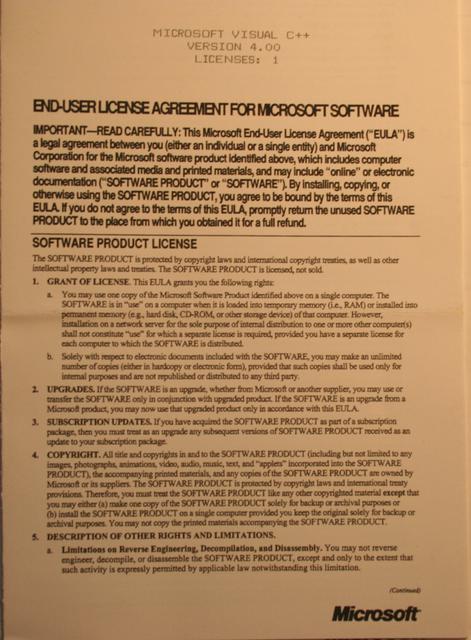 MICROSOFT VISUAL C++
VERSION 4.00
LICENSES: 1
END-USER LICENSE AGREEMENT FOR MICROSOFT SOFTWARE
IMPORTANT—READ CAREFULLY: This Microsoft End-User License Agreement ("EULA") is
a legal agreement between you (either an individual or a single entity) and Microsoft
Corporation for the Microsoft software product identified above, which includes computer
software and associated media and printed materials, and may include "online" or electronic
documentation ("SOFTWARE PRODUCT" or "SOFTWARE"). By installing, copying, or
otherwise using the SOFTWARE PRODUCT, you agree to be bound by the terms of this
EULA. If you do not agree to the terms of this EULA, promptly return the unused SOFTWARE
PRODUCT to the place from which you obtained it for a full refund.
SOFTWARE PRODUCT LICENSE
The SOFTWARE PRODUCT is protected by copyright laws and international copyright treaties, as well as other
intellectual property laws and treaties. The SOFTWARE PRODUCT is licensed, not sold.
1. GRANT OF LICENSE. This EULA grants you the following rights:
a. You may use one copy of the Microsoft Software Product identified above on a single computer. The
SOFTWARE is in "use" on a computer when it is loaded into temporary memory (i.e., RAM) or installed into
permanent memory (e.g., hard disk, CD-ROM, or other storage device) of that computer. However,
installation on a network server for the sole purpose of internal distribution to one or more other computer(s)
shall not constitute "use" for which a separate license is required, provided you have a separate license for
each computer to which the SOFTWARE is distributed.
b. Solely with respect to electronic documents included with the SOFTWARE, you may make an unlimited
number of copies (either in hardcopy or electronic form), provided that such copies shall be used only for
internal purposes and are not republished or distributed to any third party.
2. UPGRADES. If the SOFTWARE is an upgrade, whether from Microsoft or another supplier, you may use or
transfer the SOFTWARE only in conjunction with upgraded product. If the SOFTWARE is an upgrade from a
Microsoft product, you may now use that upgraded product only in accordance with this EULA.
3. SUBSCRIPTION UPDATES. If you have acquired the SOFTWARE PRODUCT as part of a subscription
package, then you must treat as an upgrade any subsequent versions of SOFTWARE PRODUCT received as an
update to your subscription package.
4. COPYRIGHT. All title and copyrights in and to the SOFTWARE PRODUCT (including but not limited to any
images, photographs, animations, video, audio, music, text, and "applets" incorporated into the SOFTWARE
PRODUCT), the accompanying printed materials, and any copies of the SOFTWARE PRODUCT are owned by
Microsoft or its suppliers. The SOFTWARE PRODUCT is protected by copyright laws and international treaty
provisions. Therefore, you must treat the SOFTWARE PRODUCT like any other copyrighted material except that
you may either (a) make one copy of the SOFTWARE PRODUCT solely for backup or archival purposes or
(b) install the SOFTWARE PRODUCT on a single computer provided you keep the original solely for backup or
archival purposes. You may not copy the printed materials accompanying the SOFTWARE PRODUCT.
5. DESCRIPTION OF OTHER RIGHTS AND LIMITATIONS.
a. Limitations on Reverse Engineering, Decompilation, and Disassembly. You may not reverse
engineer, decompile, or disassemble the SOFTWARE PRODUCT, except and only to the extent that
such activity is expressly permitted by applicable law notwithstanding this limitation.
(Continued)
Microsoft